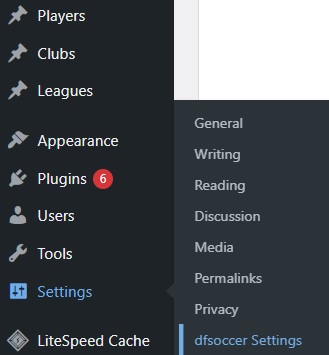 Players
Clubs
Leagues
Appearance
Plugins 6
Users
Tools
Settings
LiteSpeed Cache
General
Writing
Reading
Discussion
Media
Permalinks
Privacy
dfsoccer Settings